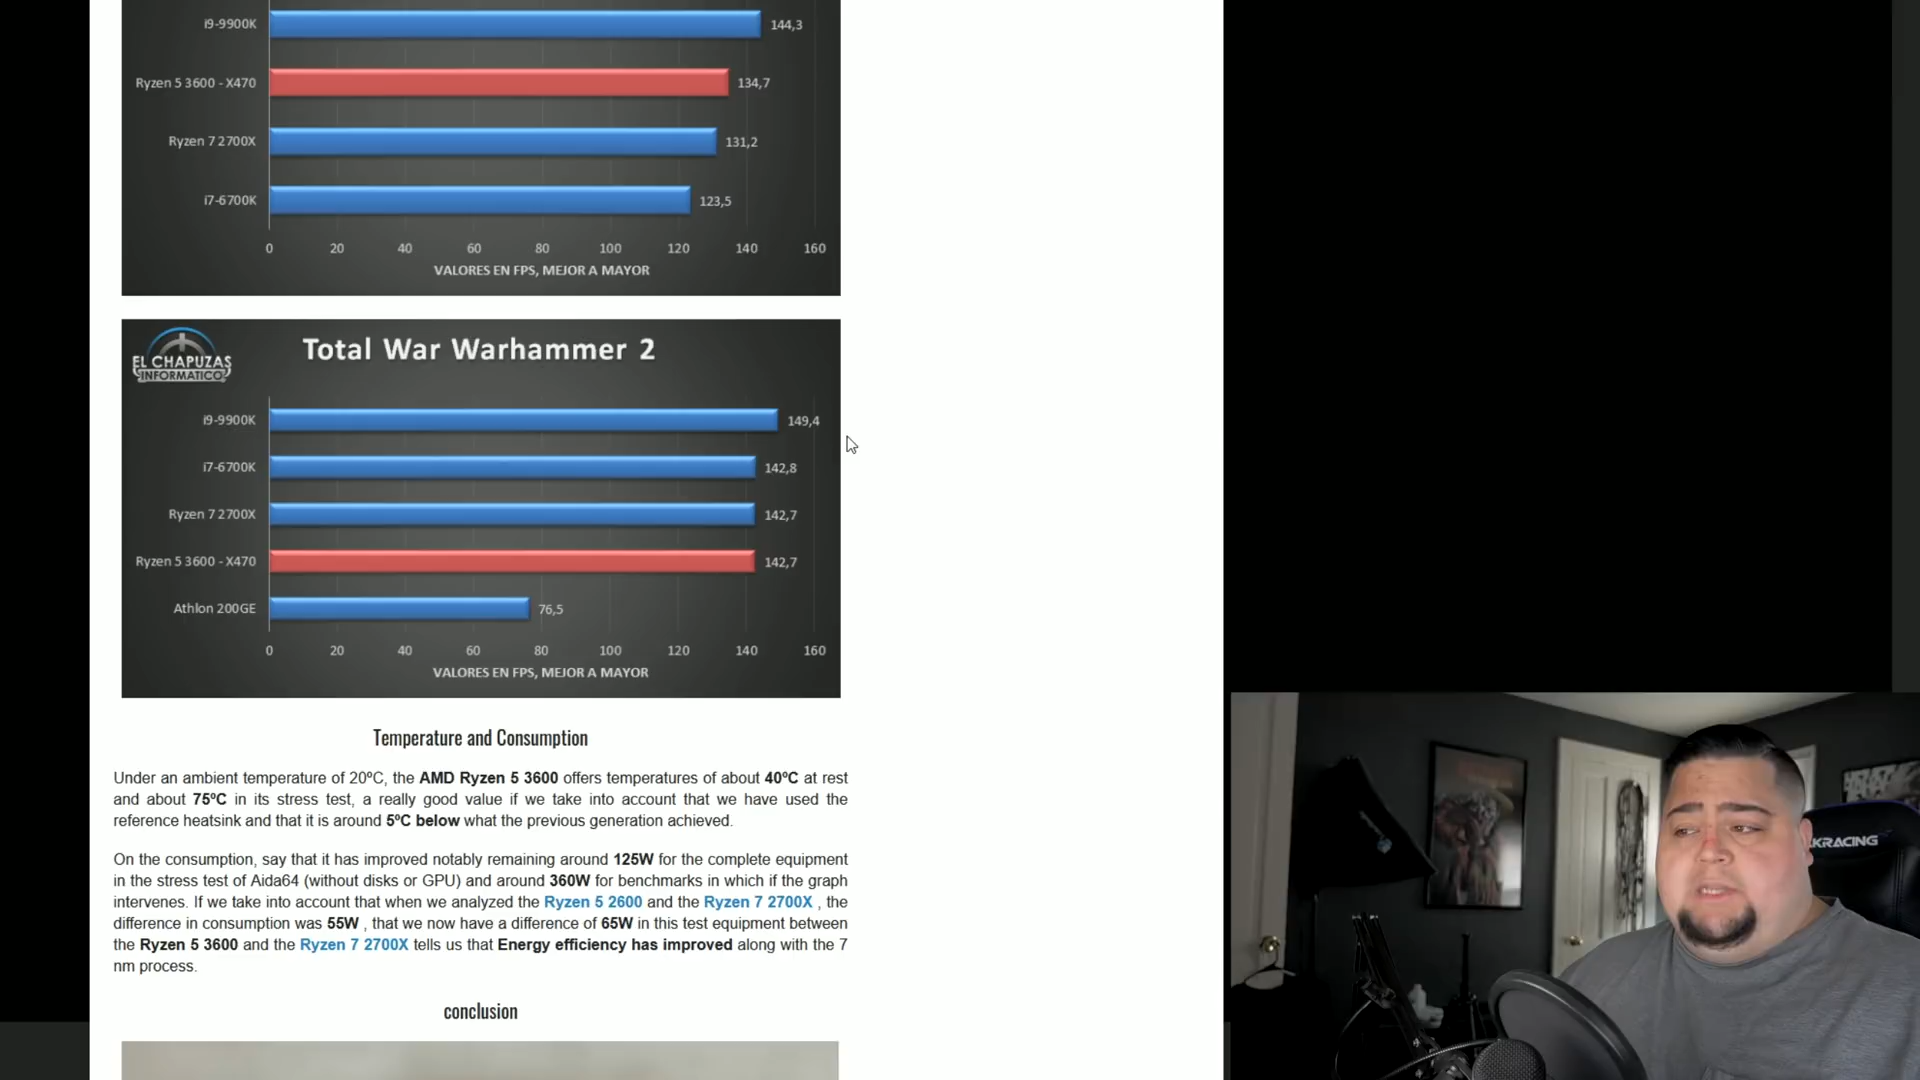 i9-9900K
144,3
Ryzen 5 3600 - X470
134,7
Ryzen 7 2700X
131,2
i7-6700K
123,5
0 20 40 60 80 100 120 140 160
VALORES EN FPS, MEJOR A MAYOR
EL CHAPUZAS
INFORMÁTICO
Total War Warhammer 2
i9-9900K
149,4
i7-6700K
142,8
Ryzen 7 2700X
142,7
Ryzen 5 3600 - X470
142,7
Athlon 200GE
76,5
0 20 40 60 80 100 120 140 160
VALORES EN FPS, MEJOR A MAYOR
Temperature and Consumption
Under an ambient temperature of 20ºC, the AMD Ryzen 5 3600 offers temperatures of about 40ºC at rest
and about 75ºC in its stress test, a really good value if we take into account that we have used the
reference heatsink and that it is around 5ºC below what the previous generation achieved.
On the consumption, say that it has improved notably remaining around 125W for the complete equipment
in the stress test of Aida64 (without disks or GPU) and around 360W for benchmarks in which if the graph
intervenes. If we take into account that when we analyzed the Ryzen 5 2600 and the Ryzen 7 2700X , the
difference in consumption was 55W , that we now have a difference of 65W in this test equipment between
the Ryzen 5 3600 and the Ryzen 7 2700X tells us that Energy efficiency has improved along with the 7
nm process.
conclusion
KRACING